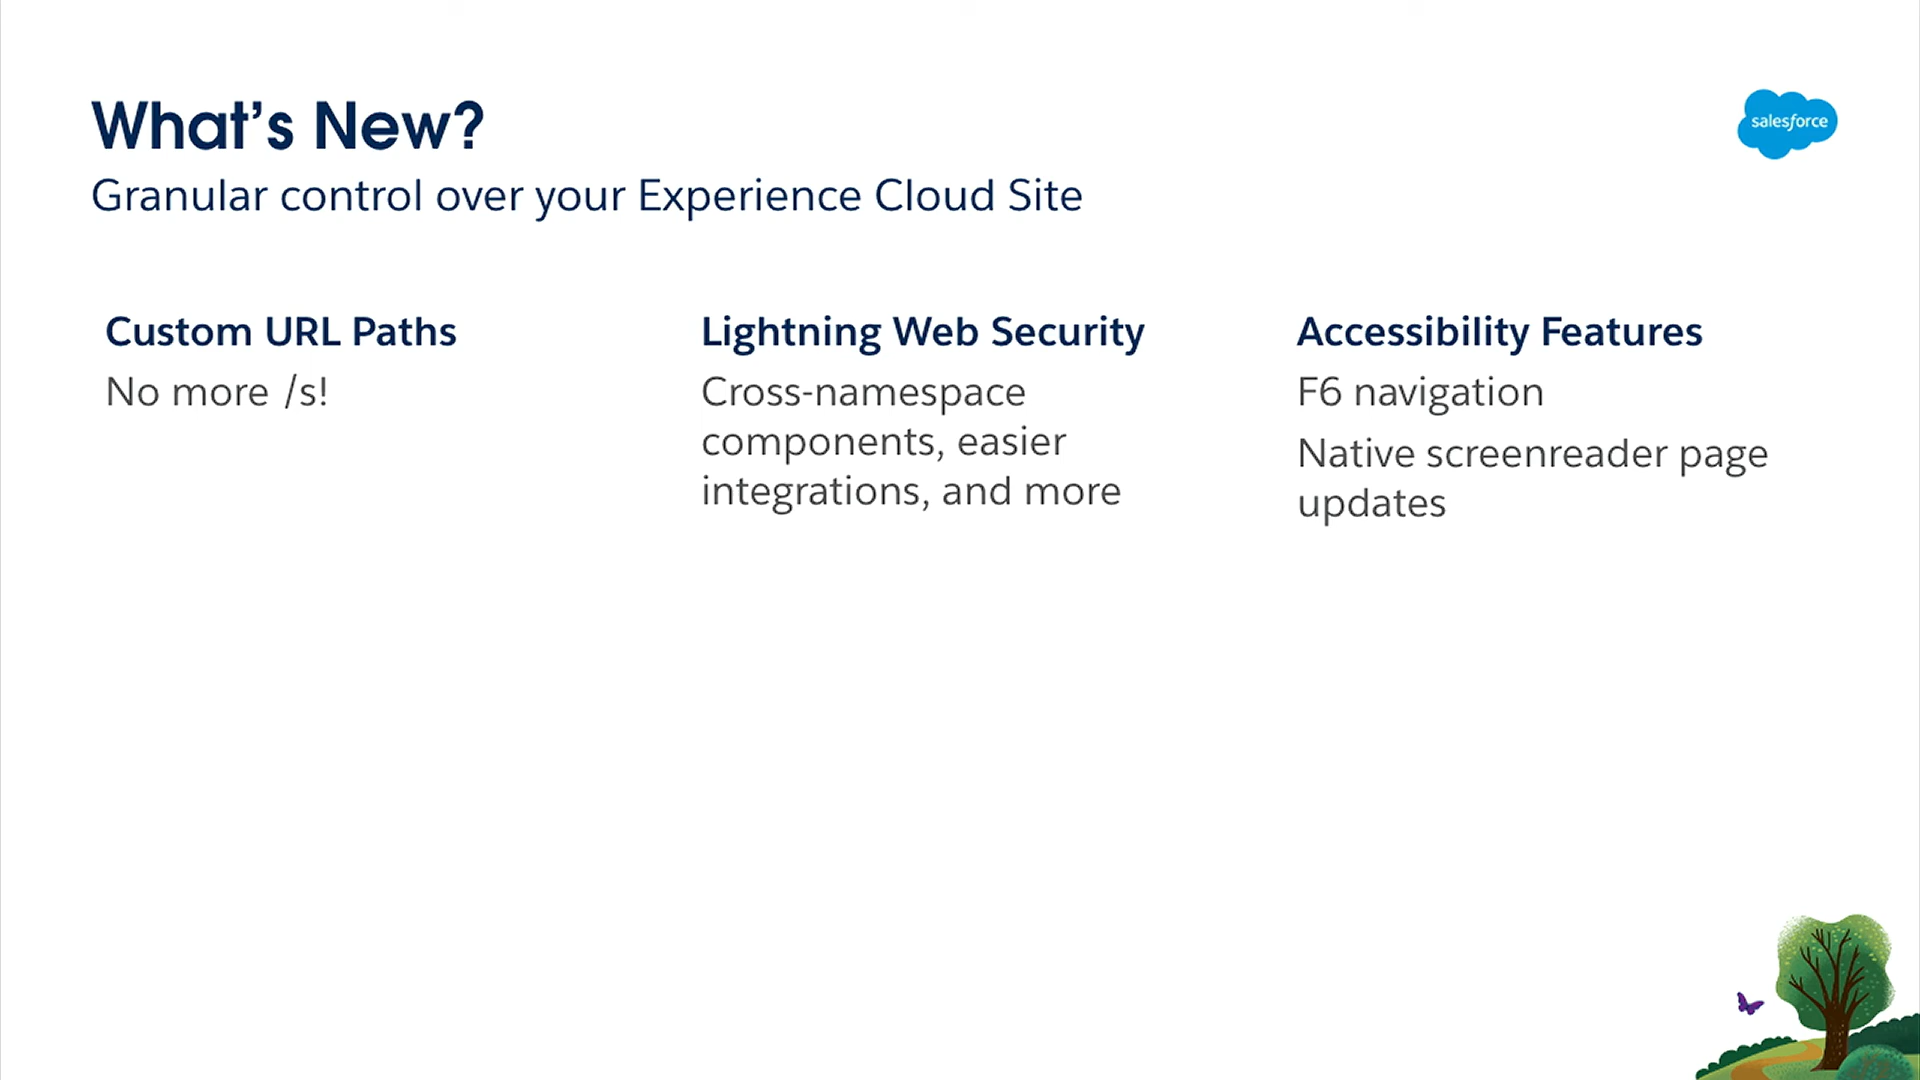 What's New?
salesforce
Granular control over your Experience Cloud Site
Custom URL Paths
No more /s!
Lightning Web Security
Cross-namespace
components, easier
integrations, and more
Accessibility Features
F6 navigation
Native screenreader page
updates